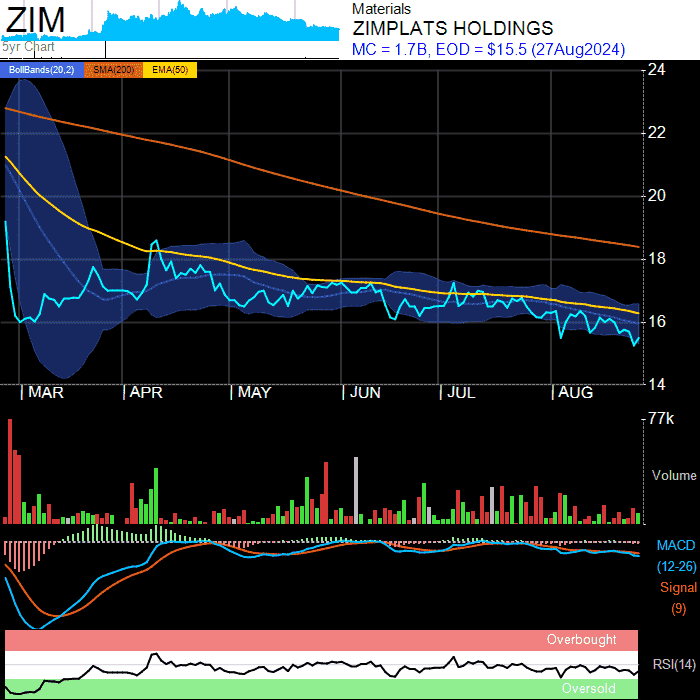 ZIM
5yr Chart
Materials
ZIMPLATS HOLDINGS
MC = 1.7B, EOD = $15.5 (27Aug2024)
BollBands(20,2) SMA(200) EMA(50)
24
22
20
18
16
14
MAR APR MAY JUN JUL AUG
77k
Volume
MACD
(12-26)
Signal
(9)
Overbought
RSI(14)
Oversold